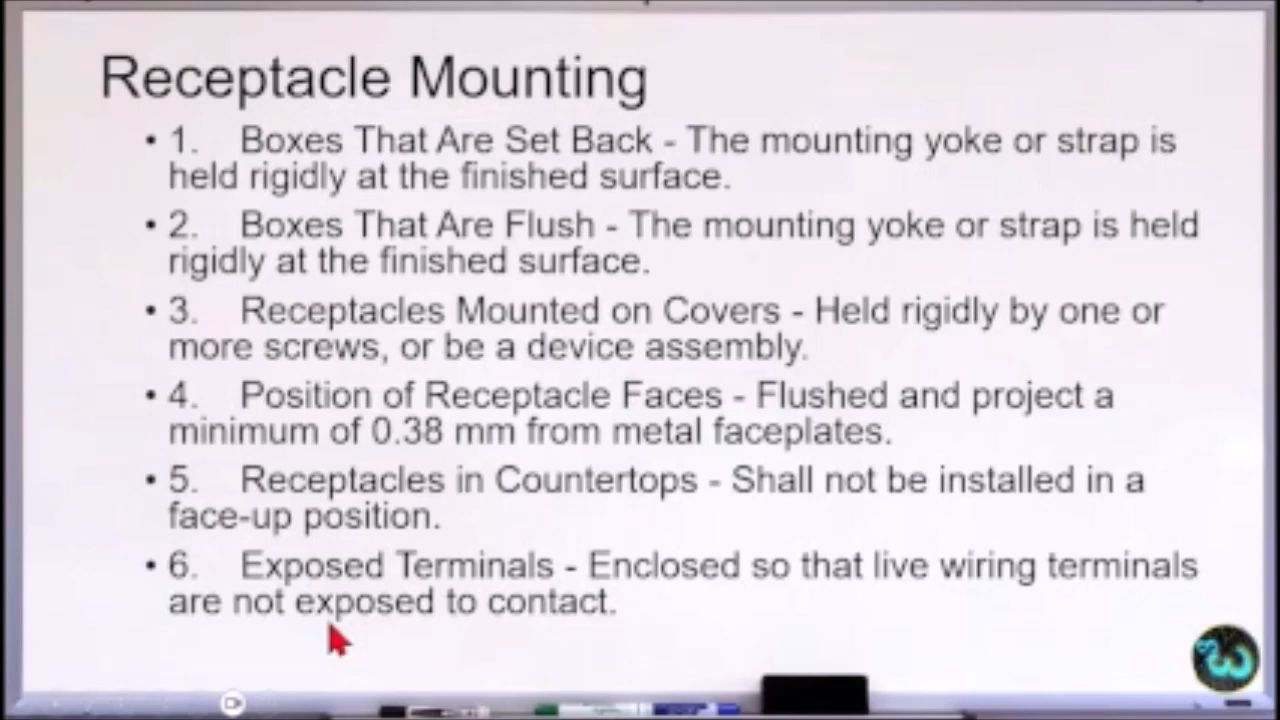 Receptacle Mounting
• 1. Boxes That Are Set Back - The mounting yoke or strap is
held rigidly at the finished surface.
• 2. Boxes That Are Flush - The mounting yoke or strap is held
rigidly at the finished surface.
• 3. Receptacles Mounted on Covers - Held rigidly by one or
more screws, or be a device assembly.
• 4. Position of Receptacle Faces - Flushed and project a
minimum of 0.38 mm from metal faceplates.
• 5. Receptacles in Countertops - Shall not be installed in a
face-up position.
• 6. Exposed Terminals - Enclosed so that live wiring terminals
are not exposed to contact.